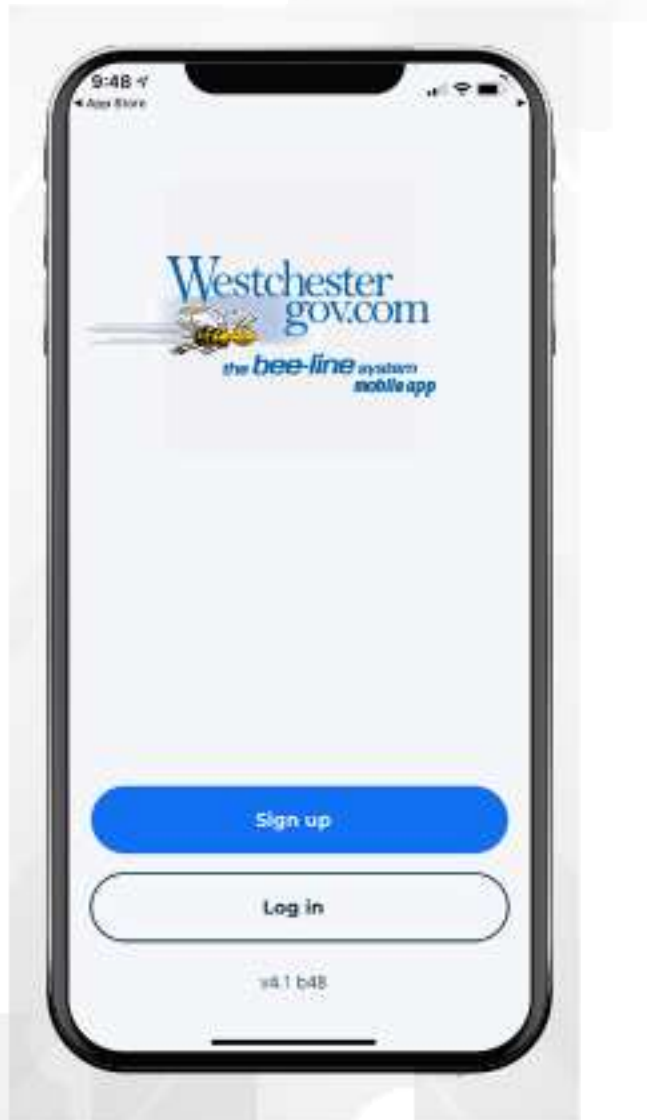 9:48
◀ App Store
Westchester
gov.com
the bee-line system
mobile app
Sign up
Log in
v4.1 b48